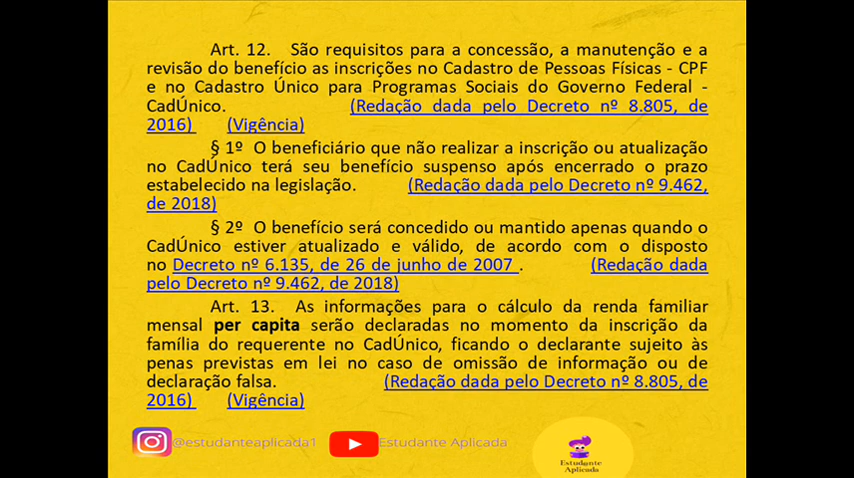 Art. 12. São requisitos para a concessão, a manutenção e a
revisão do benefício as inscrições no Cadastro de Pessoas Físicas - CPF
e no Cadastro Único para Programas Sociais do Governo Federal -
CadÚnico. (Redação dada pelo Decreto nº 8.805, de
2016) (Vigência)
§ 1º O beneficiário que não realizar a inscrição ou atualização
no CadÚnico terá seu benefício suspenso após encerrado o prazo
estabelecido na legislação. (Redação dada pelo Decreto nº 9.462,
de 2018)
§ 2º O benefício será concedido ou mantido apenas quando o
CadÚnico estiver atualizado e válido, de acordo com o disposto
no Decreto nº 6.135, de 26 de junho de 2007 . (Redação dada
pelo Decreto nº 9.462, de 2018)
Art. 13. As informações para o cálculo da renda familiar
mensal per capita serão declaradas no momento da inscrição da
família do requerente no CadÚnico, ficando o declarante sujeito às
penas previstas em lei no caso de omissão de informação ou de
declaração falsa. (Redação dada pelo Decreto nº 8.805, de
2016) (Vigência)
@estudanteaplicada1 Estudante Aplicada
Estudante
Aplicada